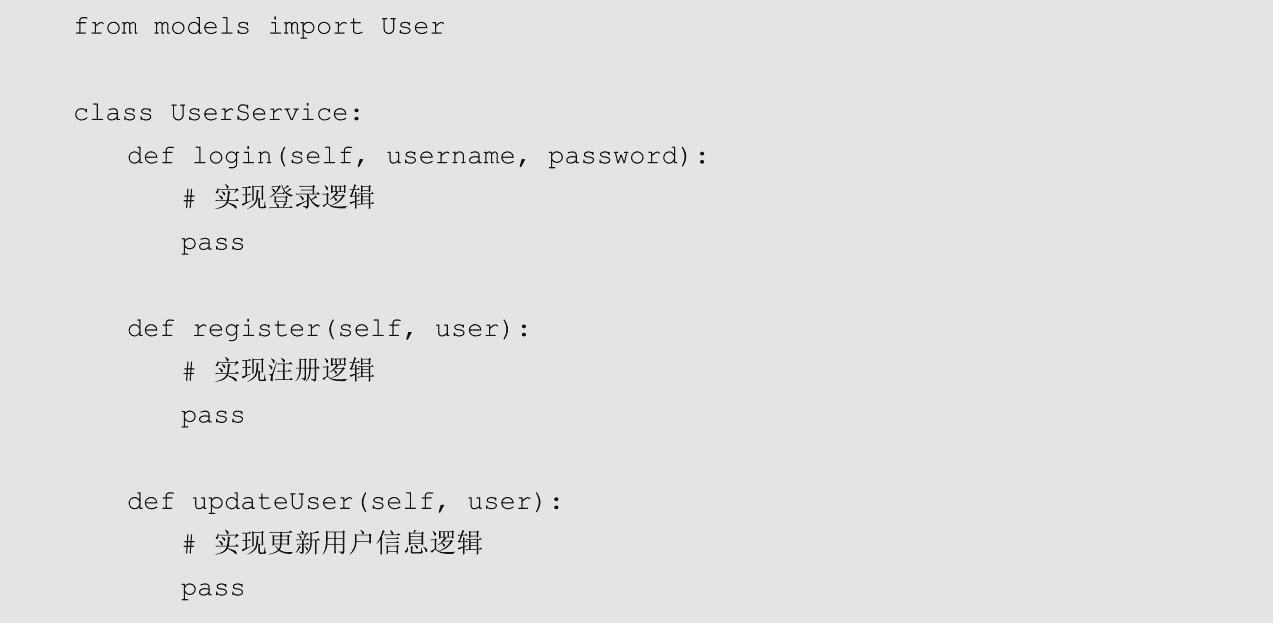 from models import User
class UserService:
def login(self, username, password):
# 实现登录逻辑
pass
def register(self, user):
# 实现注册逻辑
pass
def updateUser(self, user):
# 实现更新用户信息逻辑
pass